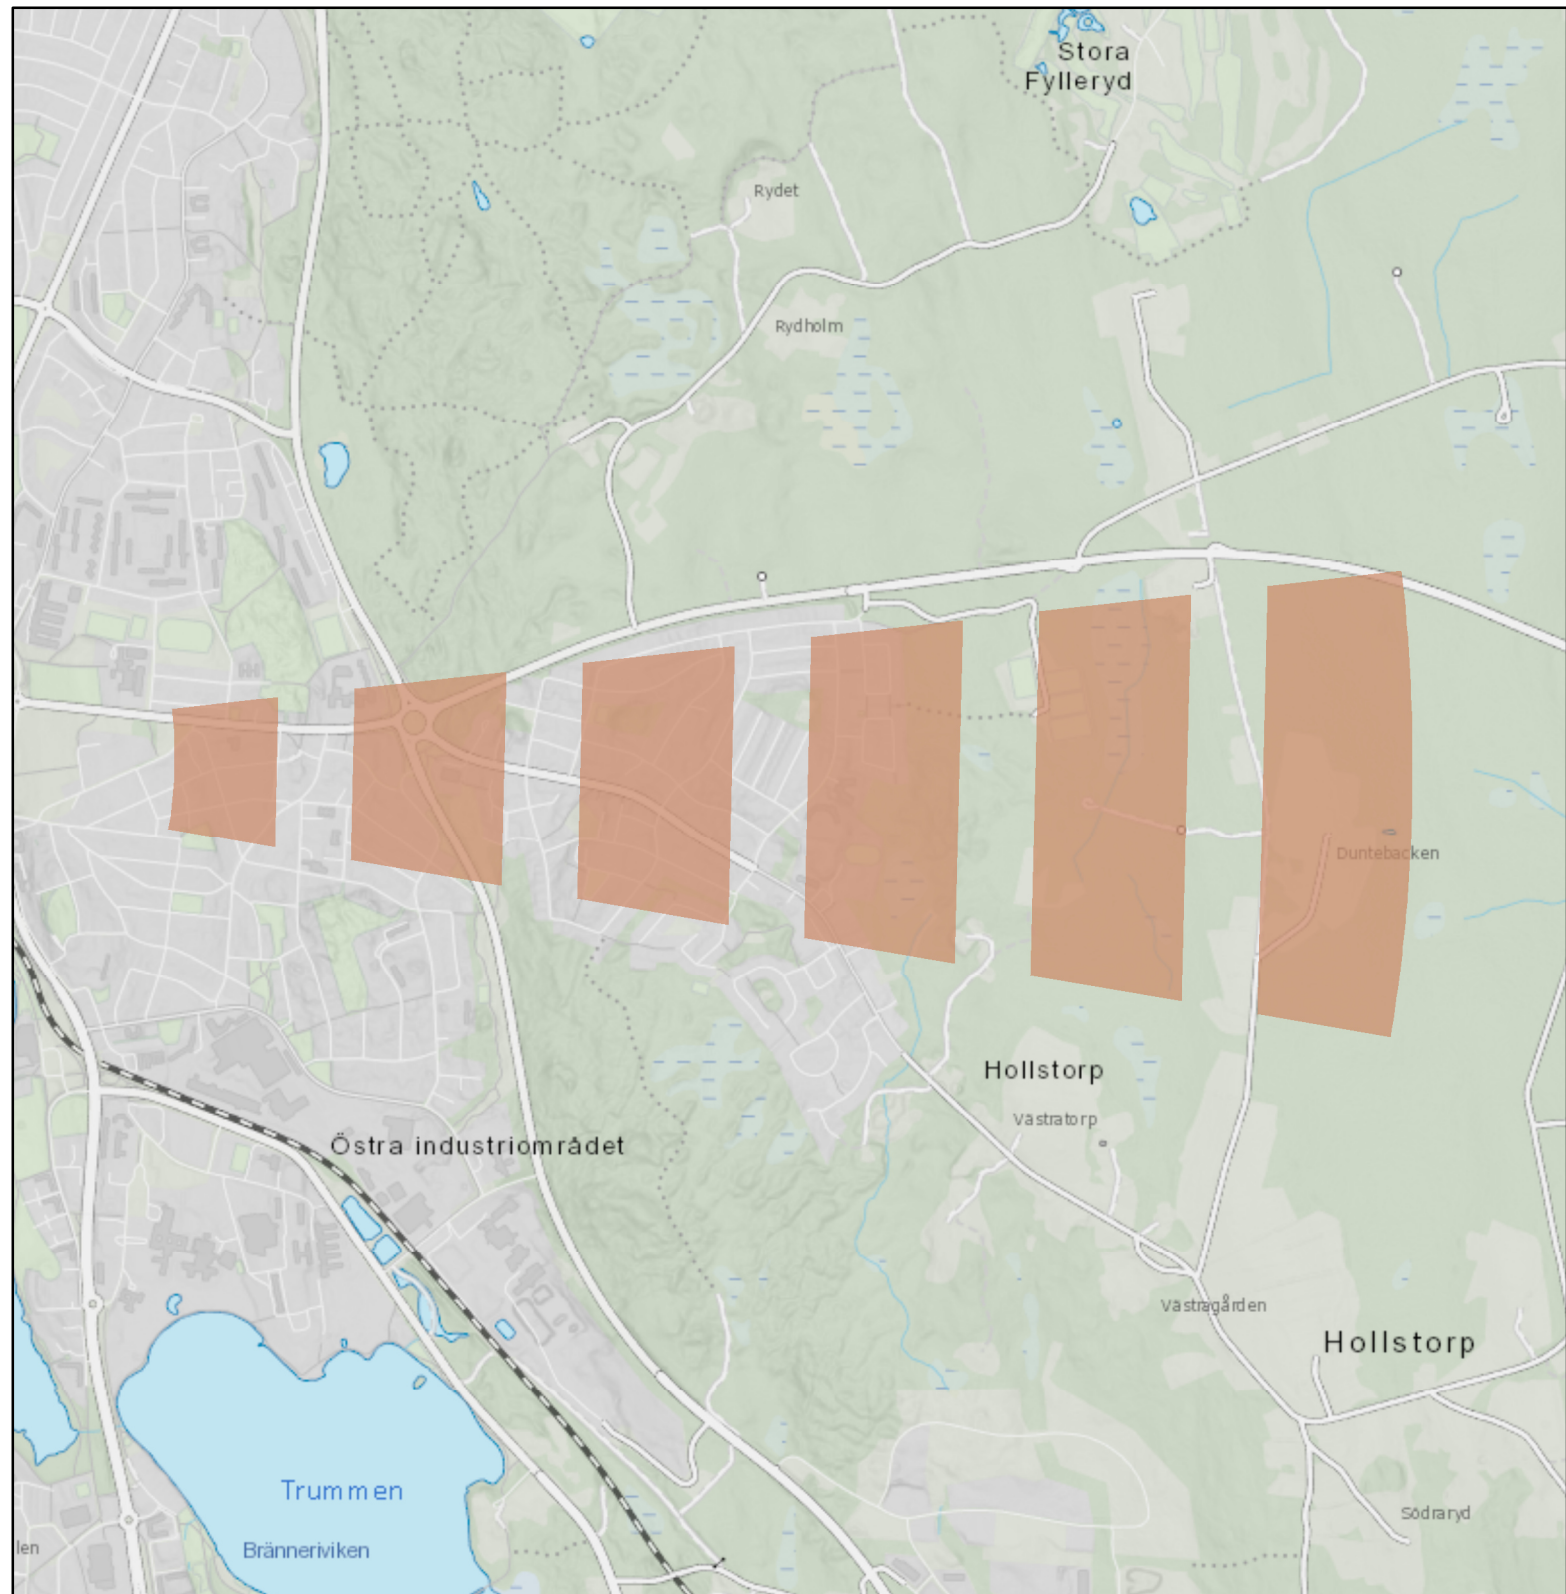 Stora
Fylleryd
Rydet
Rydholm
Duntebacken
Hollstorp
Västratorp
Östra industriområdet
Västragården
Hollstorp
Trummen
Södraryd
len
Bränneriviken